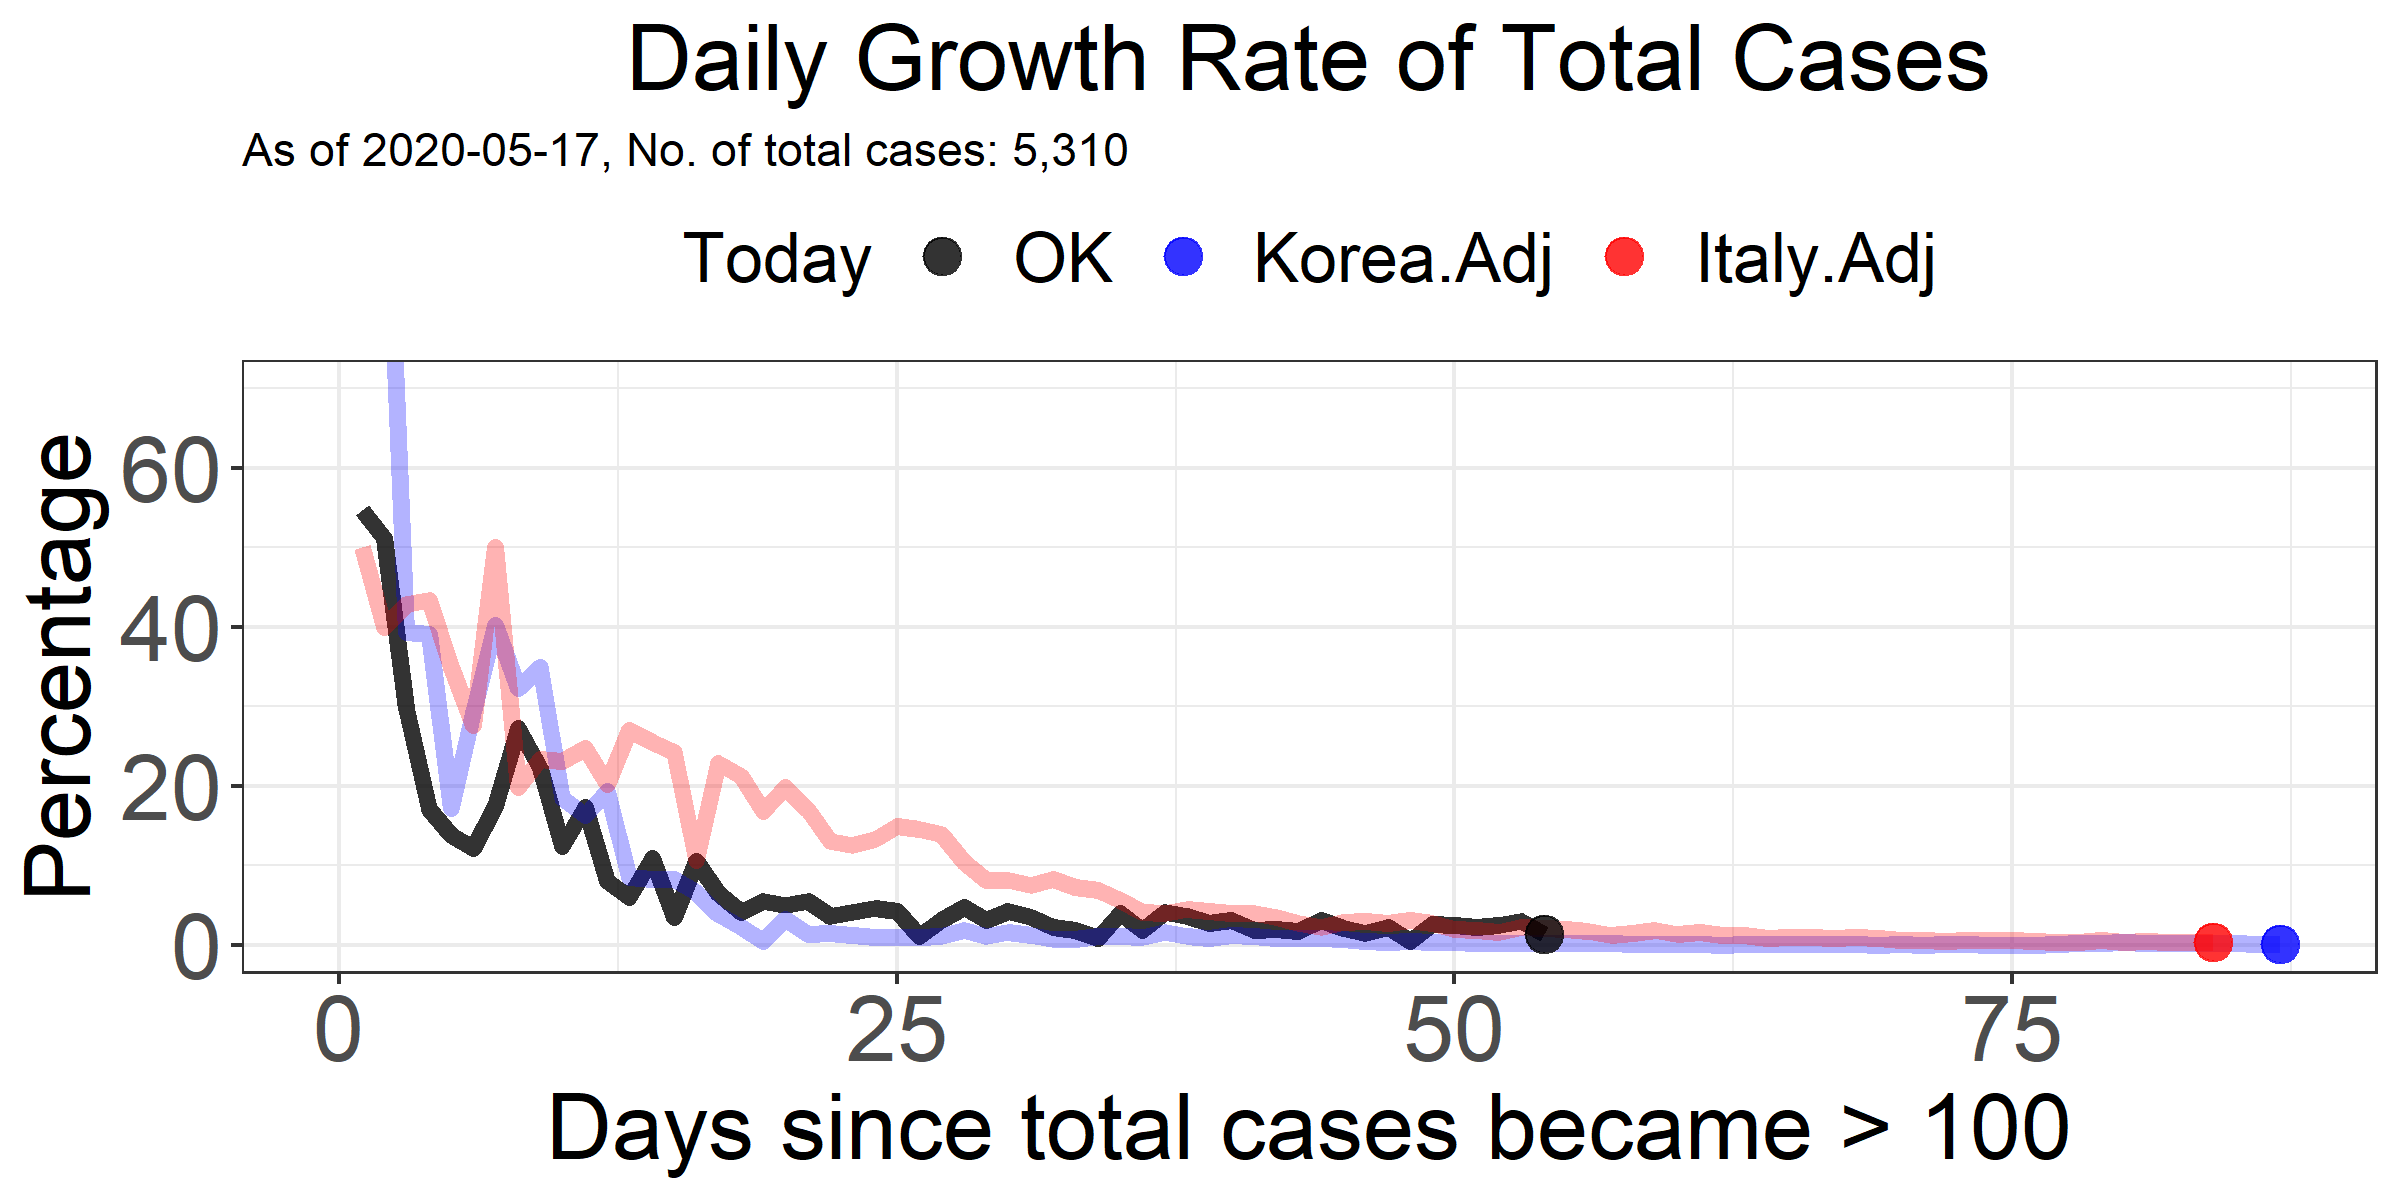 Daily Growth Rate of Total Cases
As of 2020-05-17, No. of total cases: 5,310
Today OK Korea.Adj Italy.Adj
Percentage
60
40
20
0
0 25 50 75
Days since total cases became > 100